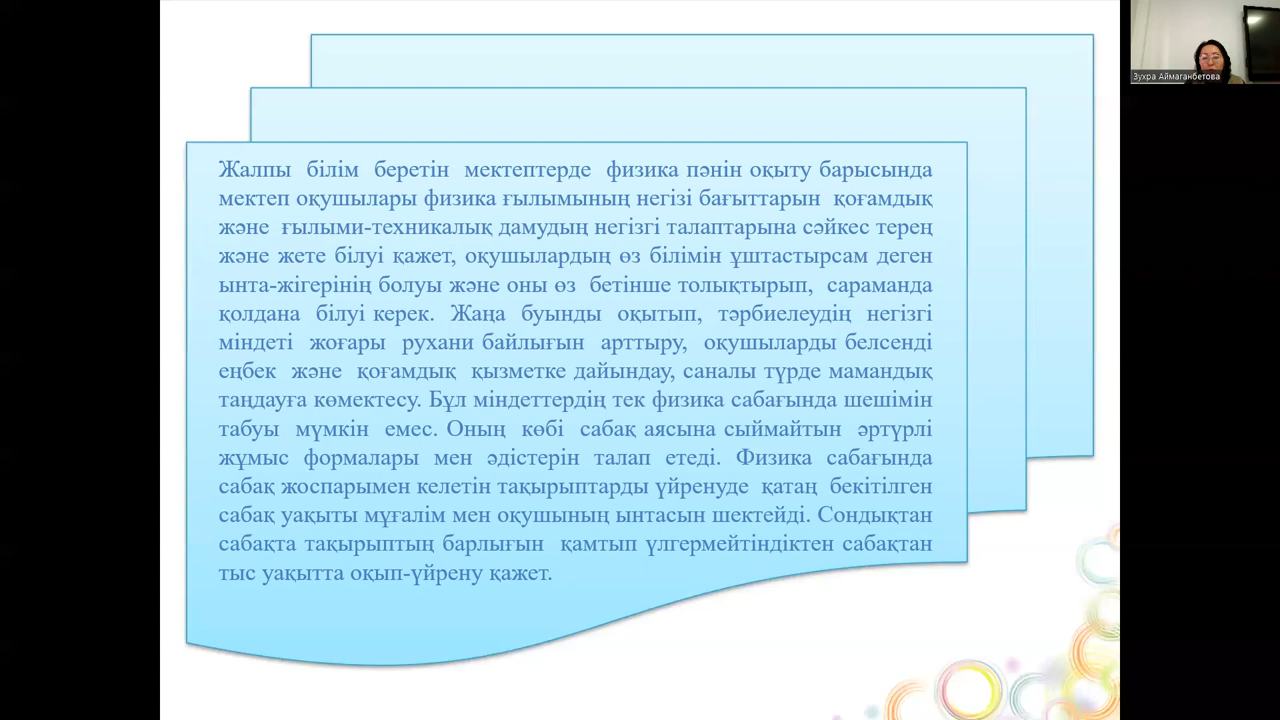 Жалпы білім беретін мектептерде физика пәнін оқыту барысында
мектеп оқушылары физика ғылымының негізі бағыттарын қоғамдық
және ғылыми-техникалық дамудың негізгі талаптарына сәйкес терең
және жете білуі қажет, оқушылардың өз білімін ұштастырсам деген
ынта-жігерінің болуы және оны өз бетінше толықтырып, сараманда
қолдана білуі керек. Жаңа буынды оқытып, тәрбиелеудің негізгі
міндеті жоғары рухани байлығын арттыру, оқушыларды белсенді
еңбек және қоғамдық қызметке дайындау, саналы түрде мамандық
таңдауға көмектесу. Бұл міндеттердің тек физика сабағында шешімін
табуы мүмкін емес. Оның көбі сабақ аясына сыймайтын әртүрлі
жұмыс формалары мен әдістерін талап етеді. Физика сабағында
сабақ жоспарымен келетін тақырыптарды үйренуде қатаң бекітілген
сабақ уақыты мұғалім мен оқушының ынтасын шектейді. Сондықтан
сабақта тақырыптың барлығын қамтып үлгермейтіндіктен сабақтан
тыс уақытта оқып-үйрену қажет.
Зухра Аймаганбетова